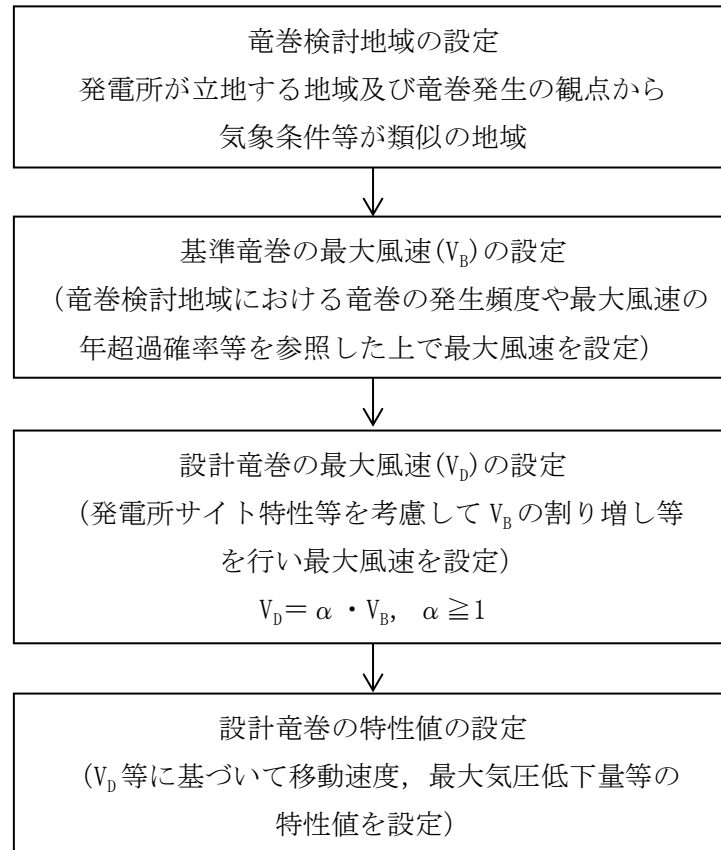 竜巻検討地域の設定
発電所が立地する地域及び竜巻発生の観点から
気象条件等が類似の地域
基準竜巻の最大風速(V_B)の設定
(竜巻検討地域における竜巻の発生頻度や最大風速の
年超過確率等を参照した上で最大風速を設定)
設計竜巻の最大風速(V_D)の設定
(発電所サイト特性等を考慮して V_B の割り増し等
を行い最大風速を設定)
V_D＝α・V_B, α≧1
設計竜巻の特性値の設定
(V_D 等に基づいて移動速度，最大気圧低下量等の
特性値を設定)